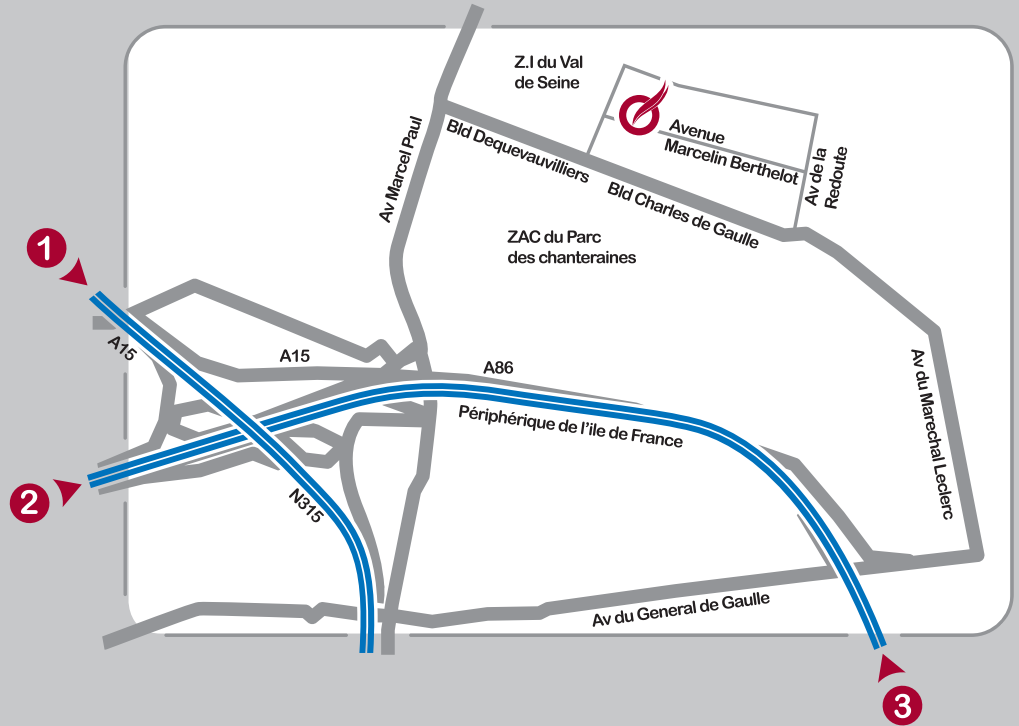 Z.I du Val
de Seine
Avenue
Marcelin Berthelot
Av de la
Redoute
Bld Dequevauvilliers
Bld Charles de Gaulle
Av Marcel Paul
ZAC du Parc
des chanteraines
1
A15
A15
A86
Périphérique de l'ile de France
Av du Marechal Leclerc
2
N315
Av du General de Gaulle
3